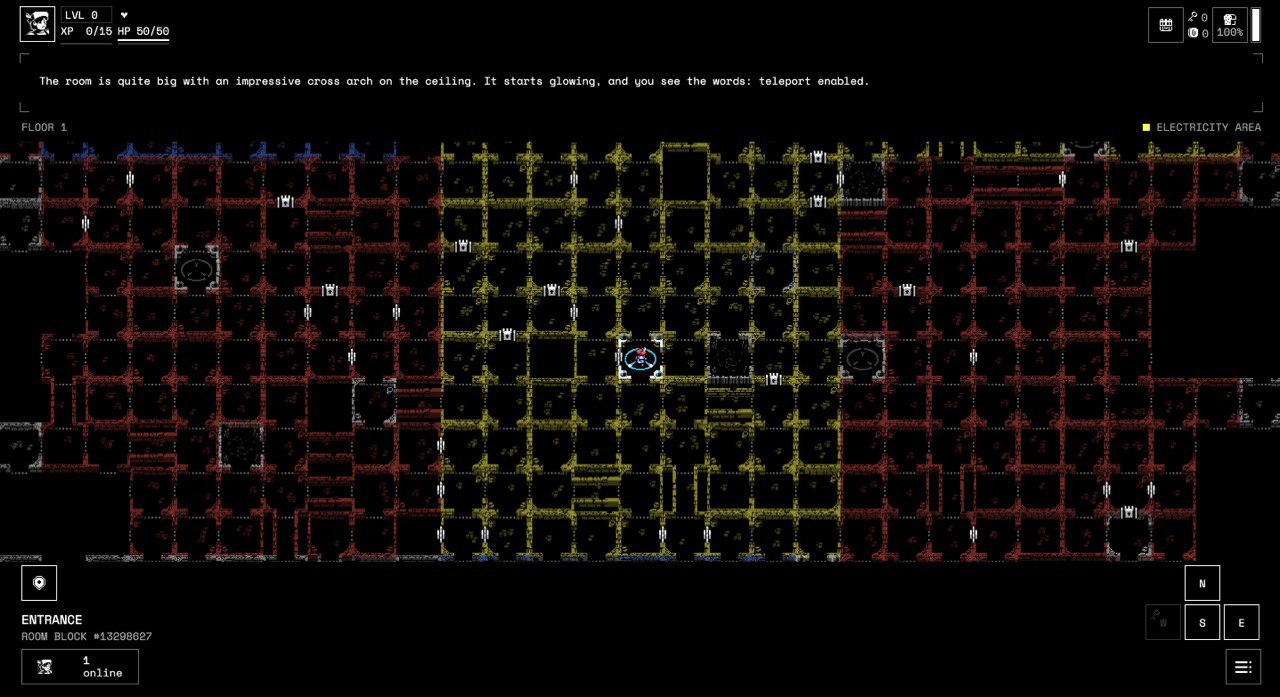 LVL 0
XP 0/15 HP 50/50
0
0
100%
The room is quite big with an impressive cross arch on the ceiling. It starts glowing, and you see the words: teleport enabled.
FLOOR 1
ELECTRICITY AREA
N
W S E
ENTRANCE
ROOM BLOCK #13298627
1
online